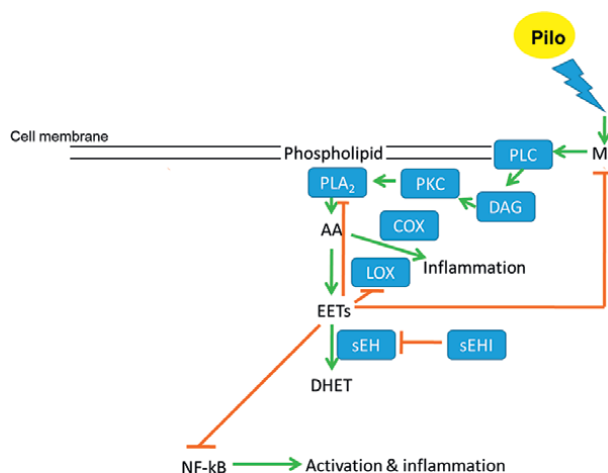 Pilo
Cell membrane
Phospholipid
PLC
M
PLA₂
PKC
DAG
AA
COX
Inflammation
LOX
EETs
sEH
sEHI
DHET
NF-kB
Activation & inflammation